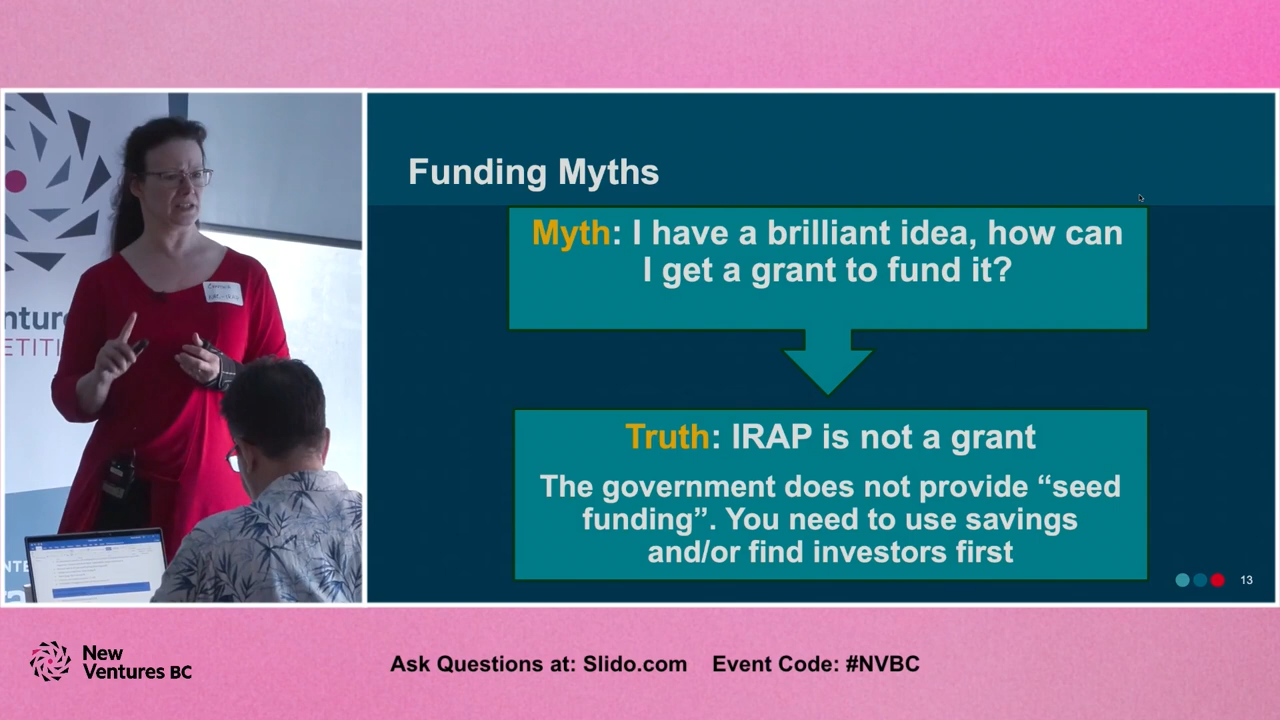 Funding Myths
Myth: I have a brilliant idea, how can
I get a grant to fund it?
Truth: IRAP is not a grant
The government does not provide “seed
funding”. You need to use savings
and/or find investors first
13
New
Ventures BC
Ask Questions at: Slido.com Event Code: #NVBC